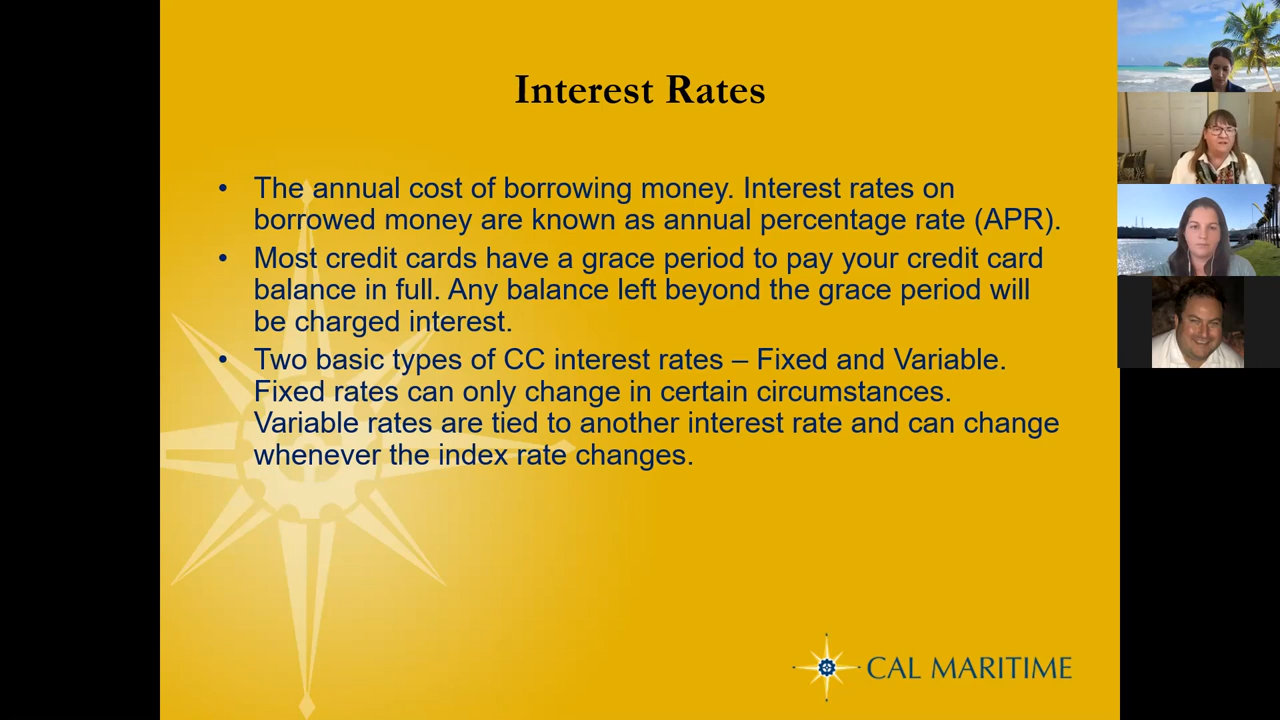 Interest Rates
• The annual cost of borrowing money. Interest rates on
borrowed money are known as annual percentage rate (APR).
• Most credit cards have a grace period to pay your credit card
balance in full. Any balance left beyond the grace period will
be charged interest.
• Two basic types of CC interest rates – Fixed and Variable.
Fixed rates can only change in certain circumstances.
Variable rates are tied to another interest rate and can change
whenever the index rate changes.
CAL MARITIME